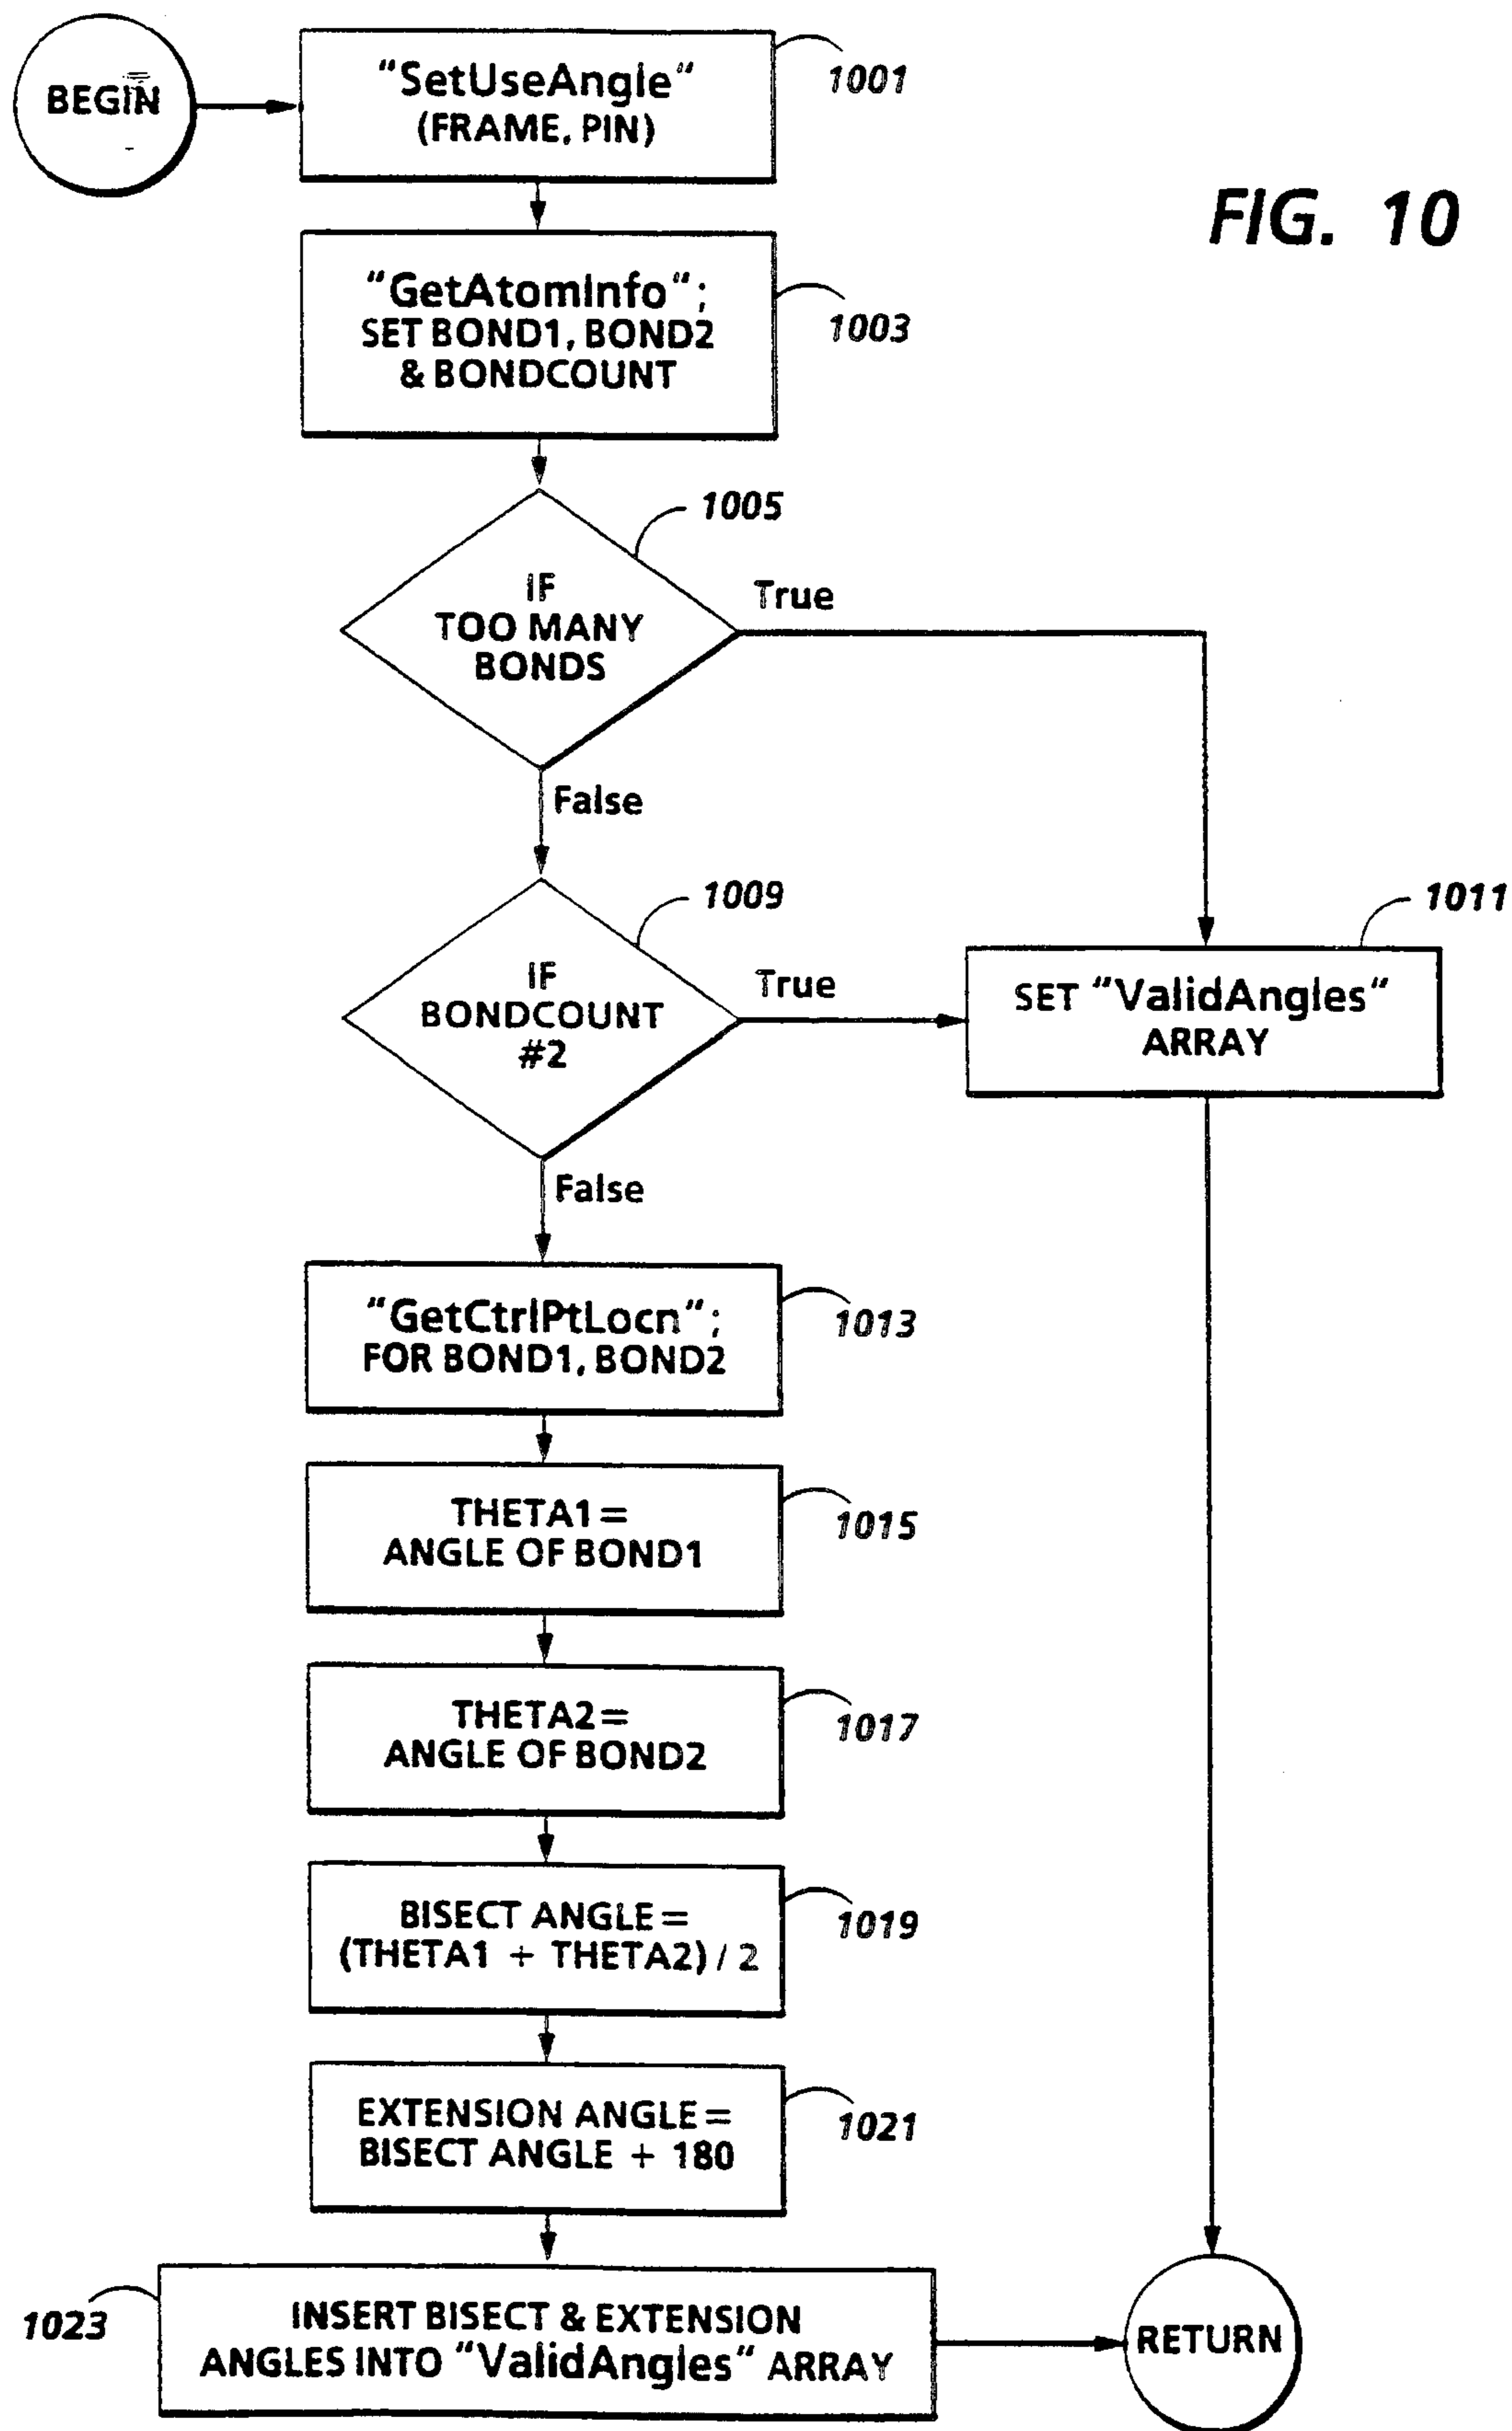 BEGIN
"SetUseAngle"
(FRAME, PIN)
1001
FIG. 10
"GetAtomInfo";
SET BOND1, BOND2
& BONDCOUNT
1003
1005
IF
TOO MANY
BONDS
True
False
1009
IF
BONDCOUNT
#2
True
1011
SET "ValidAngles"
ARRAY
False
"GetCtrlPtLocn";
FOR BOND1, BOND2
1013
THETA1=
ANGLE OF BOND1
1015
THETA2=
ANGLE OF BOND2
1017
BISECT ANGLE=
(THETA1 + THETA2) / 2
1019
EXTENSION ANGLE=
BISECT ANGLE + 180
1021
1023
INSERT BISECT & EXTENSION
ANGLES INTO "ValidAngles" ARRAY
RETURN